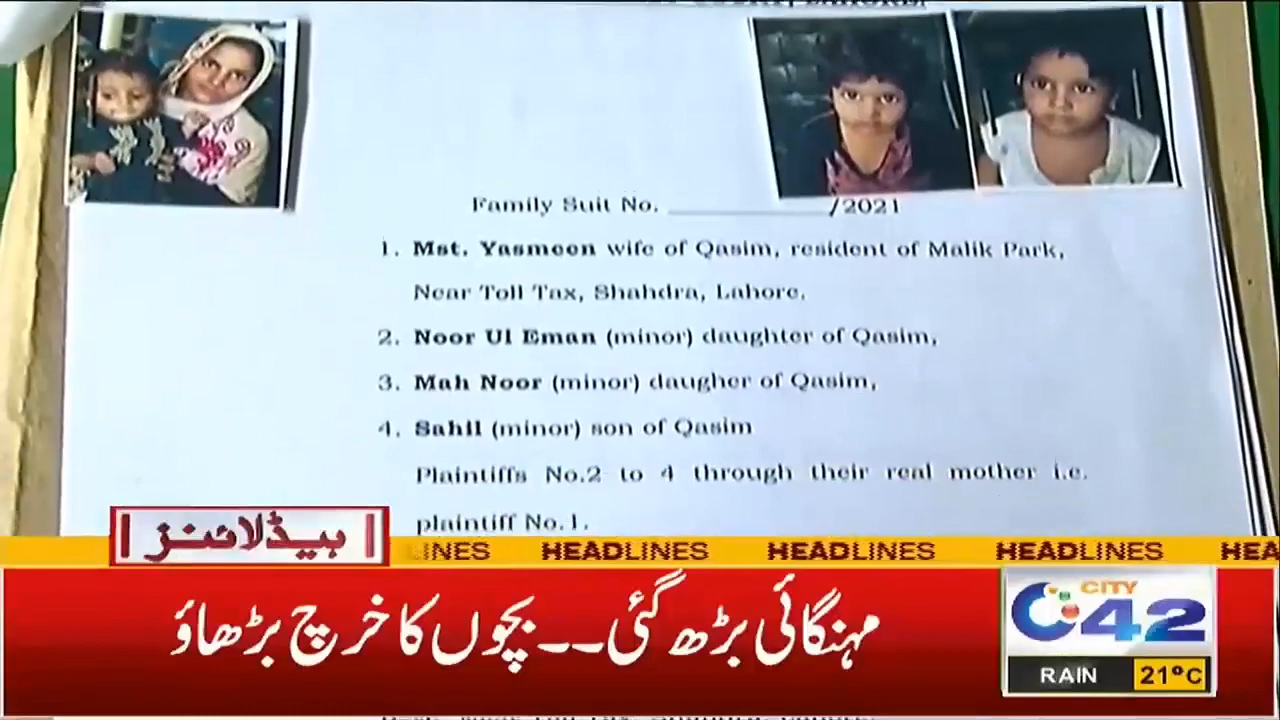 Family Suit No. ____________/2021
1. Mst. Yasmeen wife of Qasim, resident of Malik Park,
Near Toll Tax, Shahdra, Lahore.
2. Noor Ul Eman (minor) daughter of Qasim,
3. Mah Noor (minor) daugher of Qasim,
4. Sahil (minor) son of Qasim
Plaintiffs No.2 to 4 through their real mother i.e.
plaintiff No.1.
ہیڈلائنز
LINES HEADLINES HEADLINES HEADLINES HEA
مہنگائی بڑھ گئی۔۔ بچوں کا خرچ بڑھاؤ
CITY
42
RAIN 21°C